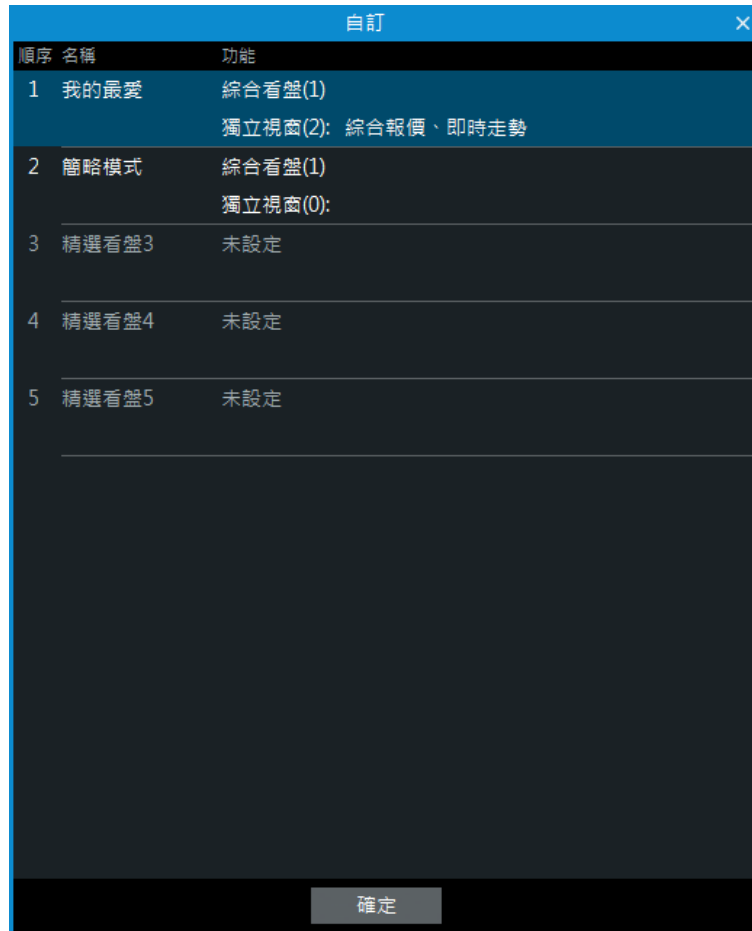 自訂
順序 名稱 功能
1 我的最愛 綜合看盤(1)
獨立視窗(2): 綜合報價、即時走勢
2 簡略模式 綜合看盤(1)
獨立視窗(0):
3 精選看盤3 未設定
4 精選看盤4 未設定
5 精選看盤5 未設定
確定